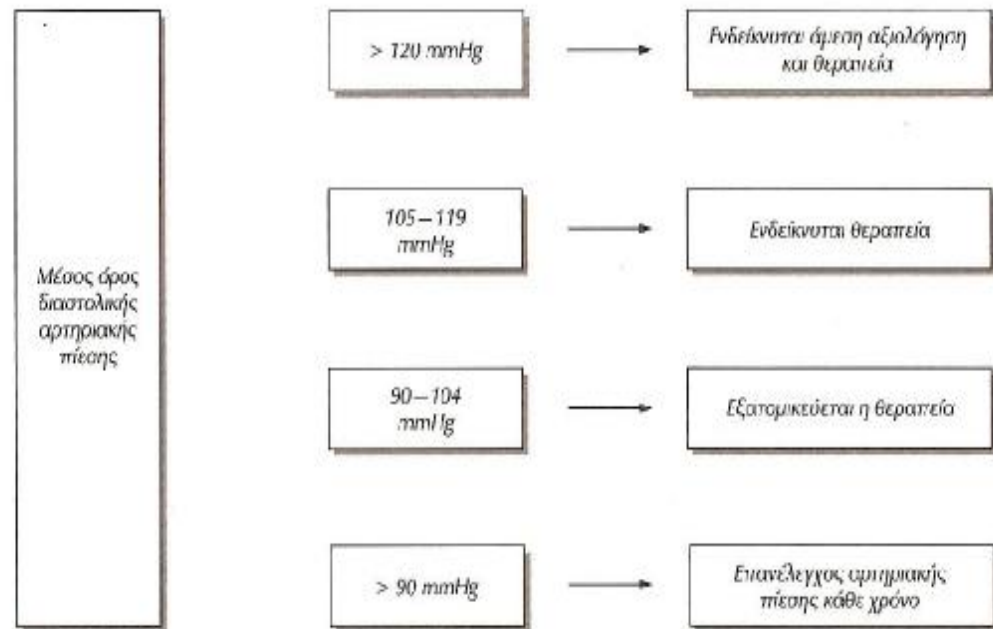 Μέσος όρος
διαστολικής
αρτηριακής
πίεσης
> 120 mmHg
Ενδείκνυται άμεση αξιολόγηση
και θεραπεία
105–119
mmHg
Ενδείκνυται θεραπεία
90–104
mmHg
Εξατομικεύεται η θεραπεία
> 90 mmHg
Επανέλεγχος αρτηριακής
πίεσης κάθε χρόνο